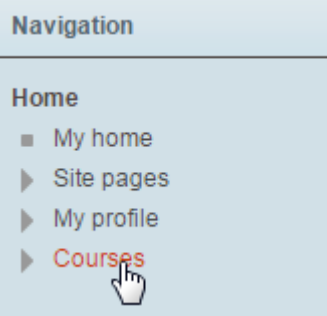 Navigation
Home
My home
Site pages
My profile
Courses